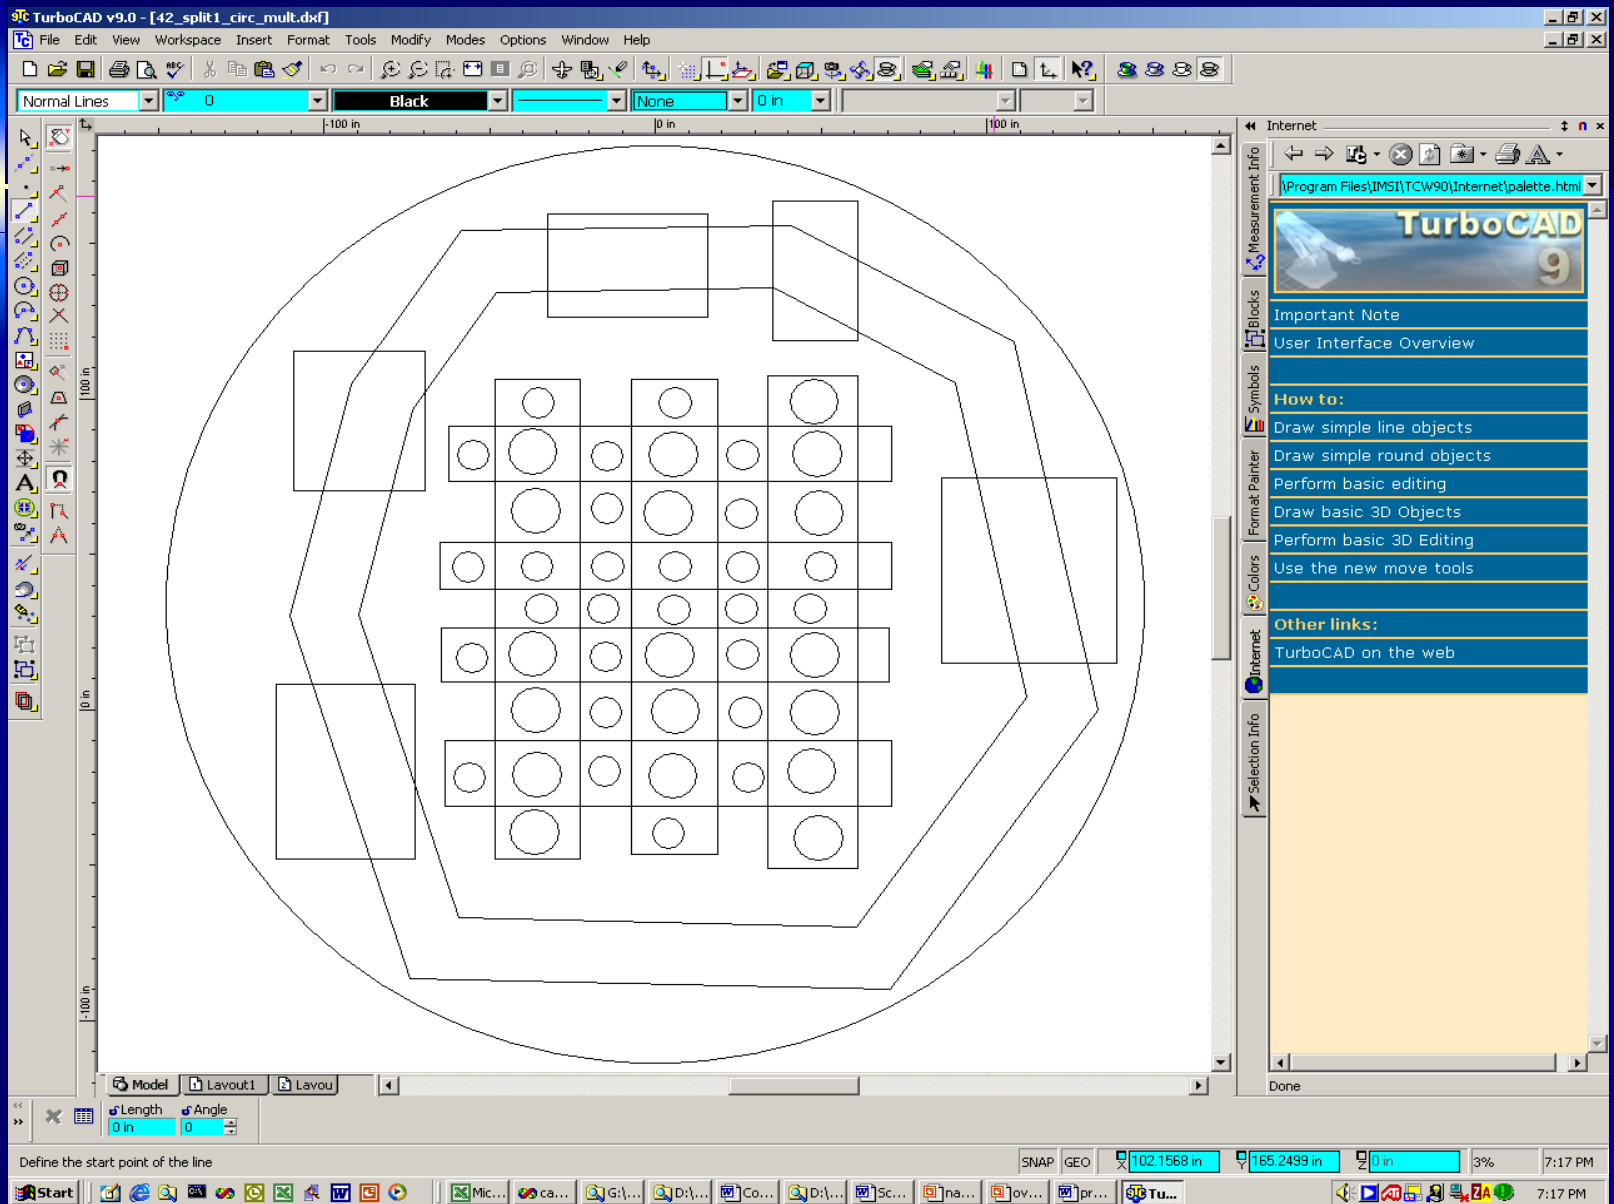 TurboCAD v9.0 - [42_split1_circ_mult.dxf]
File Edit View Workspace Insert Format Tools Modify Modes Options Window Help
Normal Lines 0 Black None 0 in
-100 in 0 in 100 in
Internet
\Program Files\IMSI\TCW90\Internet\palette.html
TurboCAD
9
Important Note
User Interface Overview
How to:
Draw simple line objects
Draw simple round objects
Perform basic editing
Draw basic 3D Objects
Perform basic 3D Editing
Use the new move tools
Other links:
TurboCAD on the web
Measurement Info
Blocks
Symbols
Format Painter
Colors
Internet
Selection Info
100 in
0 in
-100 in
Model Layout1 Layou
Done
Length Angle
0 in 0
Define the start point of the line
SNAP GEO X 102.1568 in Y 165.2499 in Z 0 in 3% 7:17 PM
Start Mic... ca... G:\... D:\... Co... D:\... Sc... na... ov... pr... Tu... 7:17 PM